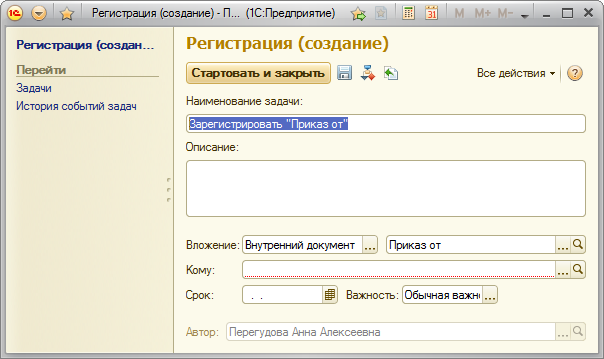 Регистрация (создание) - П... (1С:Предприятие)
M M+ M-
Регистрация (создан...
Перейти
Задачи
История событий задач
Регистрация (создание)
Стартовать и закрыть
Все действия
Наименование задачи:
Зарегистрировать "Приказ от"
Описание:
Вложение: Внутренний документ ... Приказ от ...
Кому: ...
Срок: . . Важность: Обычная важн ...
Автор: Перегудова Анна Алексеевна ...